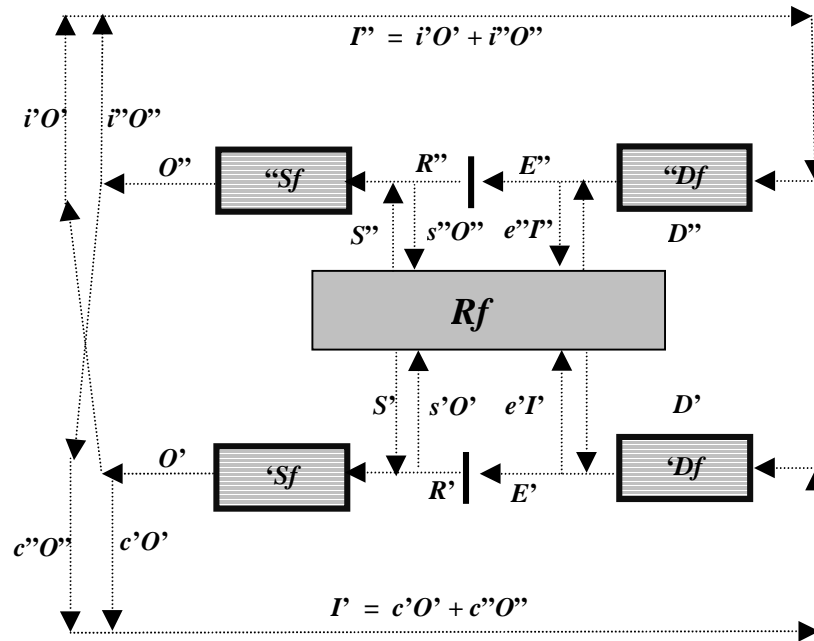 I” = i’O’ + i”O”
i’O’ i”O”
O” “Sf R” E” “Df
S” s”O” e”I” D”
Rf
S’ s’O’ e’I’ D’
O’ ‘Sf R’ E’ ‘Df
c”O” c’O’
I’ = c’O’ + c”O”